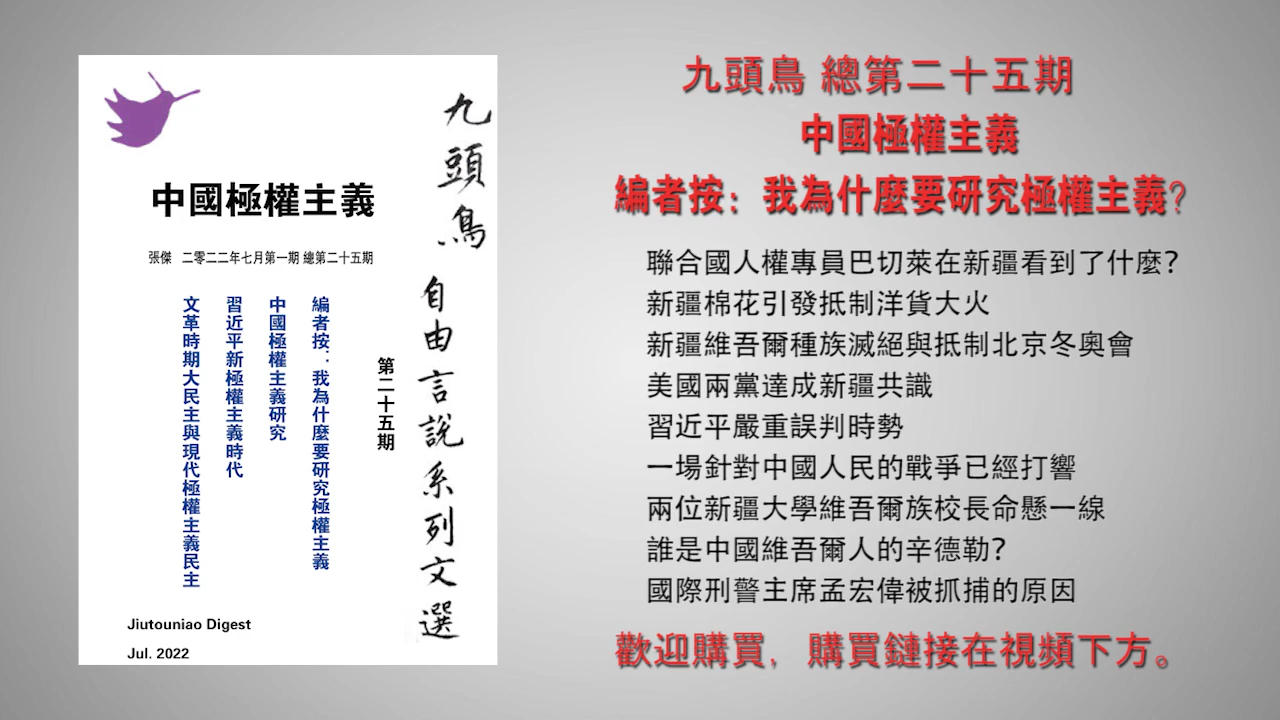 中國極權主義
張傑 二零二二年七月第一期 總第二十五期
九頭鳥 自由言說系列文選
第二十五期
編者按：我為什麼要研究極權主義
中國極權主義研究
習近平新極權主義時代
文革時期大民主與現代極權主義民主
Jiutouniao Digest
Jul. 2022
九頭鳥 總第二十五期
中國極權主義
編者按：我為什麼要研究極權主義？
聯合國人權專員巴切萊在新疆看到了什麼？
新疆棉花引發抵制洋貨大火
新疆維吾爾種族滅絕與抵制北京冬奧會
美國兩黨達成新疆共識
習近平嚴重誤判時勢
一場針對中國人民的戰爭已經打響
兩位新疆大學維吾爾族校長命懸一線
誰是中國維吾爾人的辛德勒？
國際刑警主席孟宏偉被抓捕的原因
歡迎購買，購買鏈接在視頻下方。